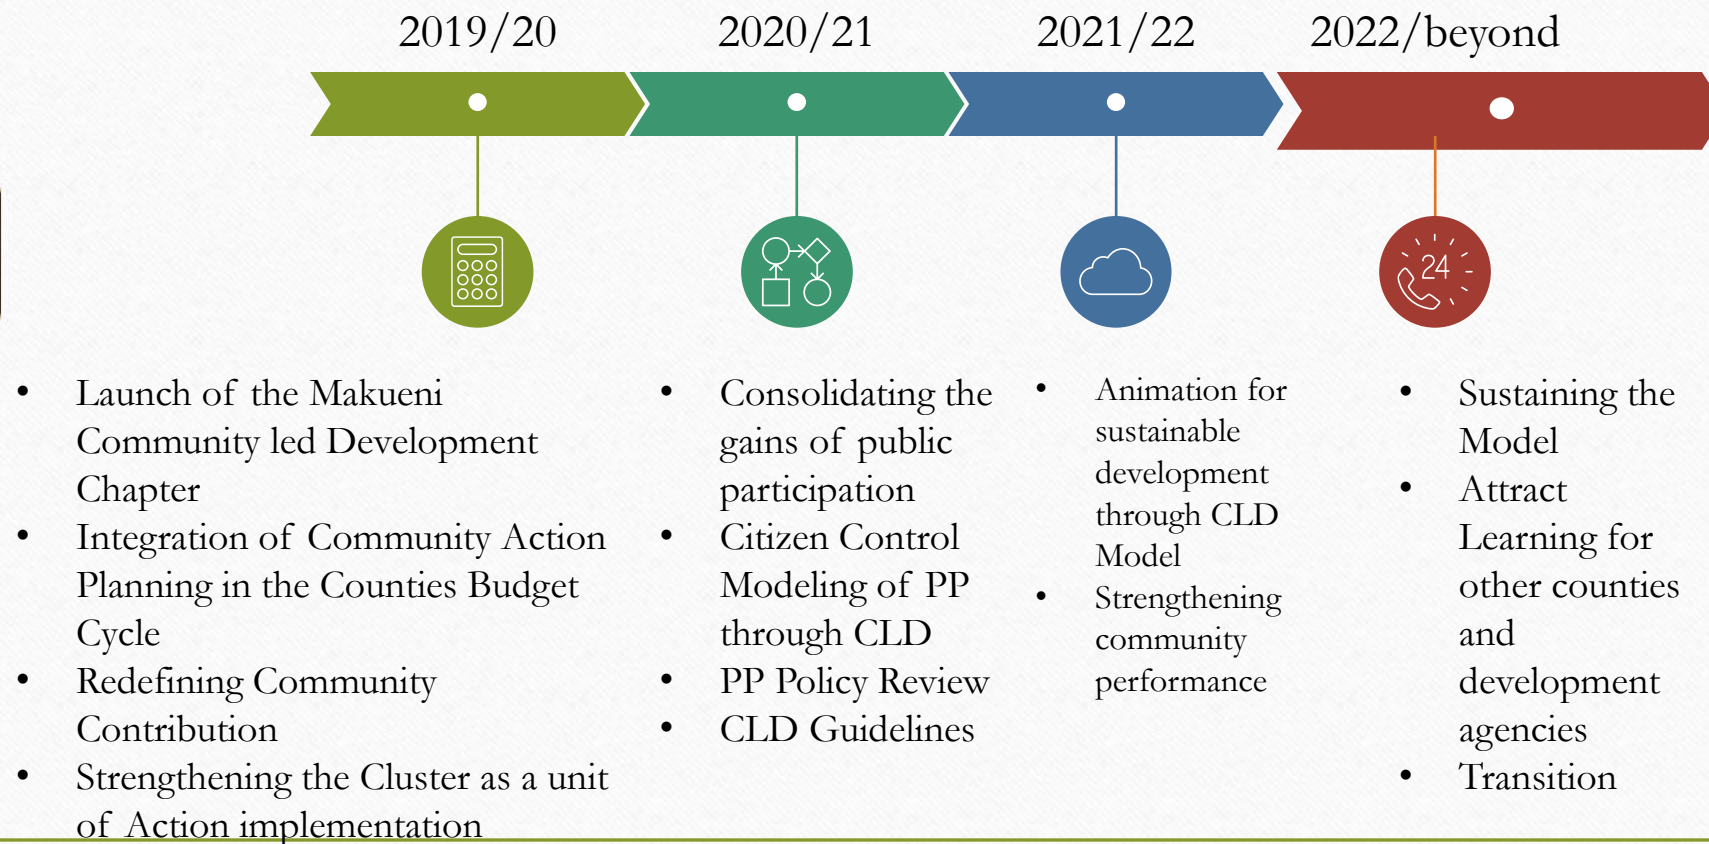 2019/20
2020/21
2021/22
2022/beyond
24
• Launch of the Makueni
Community led Development
Chapter
• Integration of Community Action
Planning in the Counties Budget
Cycle
• Redefining Community
Contribution
• Strengthening the Cluster as a unit
of Action implementation
• Consolidating the
gains of public
participation
• Citizen Control
Modeling of PP
through CLD
• PP Policy Review
• CLD Guidelines
• Animation for
sustainable
development
through CLD
Model
• Strengthening
community
performance
• Sustaining the
Model
• Attract
Learning for
other counties
and
development
agencies
• Transition